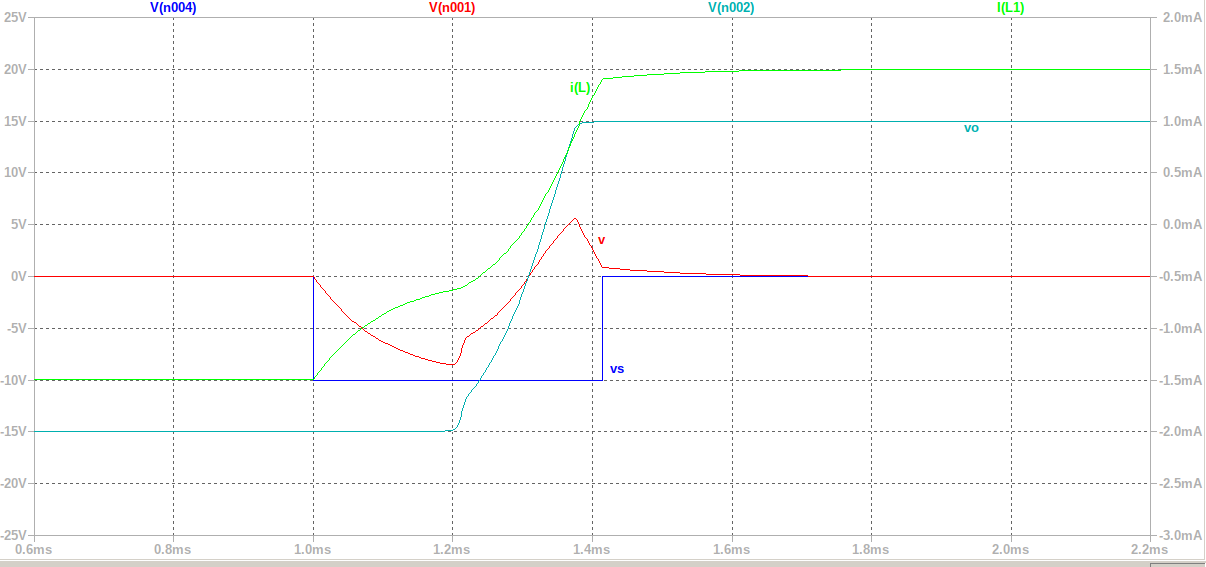 V(n004) V(n001) V(n002) I(L1)
25V 2.0mA
20V 1.5mA
i(L)
15V 1.0mA
vo
10V 0.5mA
5V 0.0mA
v
0V -0.5mA
-5V -1.0mA
vs
-10V -1.5mA
-15V -2.0mA
-20V -2.5mA
-25V -3.0mA
0.6ms 0.8ms 1.0ms 1.2ms 1.4ms 1.6ms 1.8ms 2.0ms 2.2ms